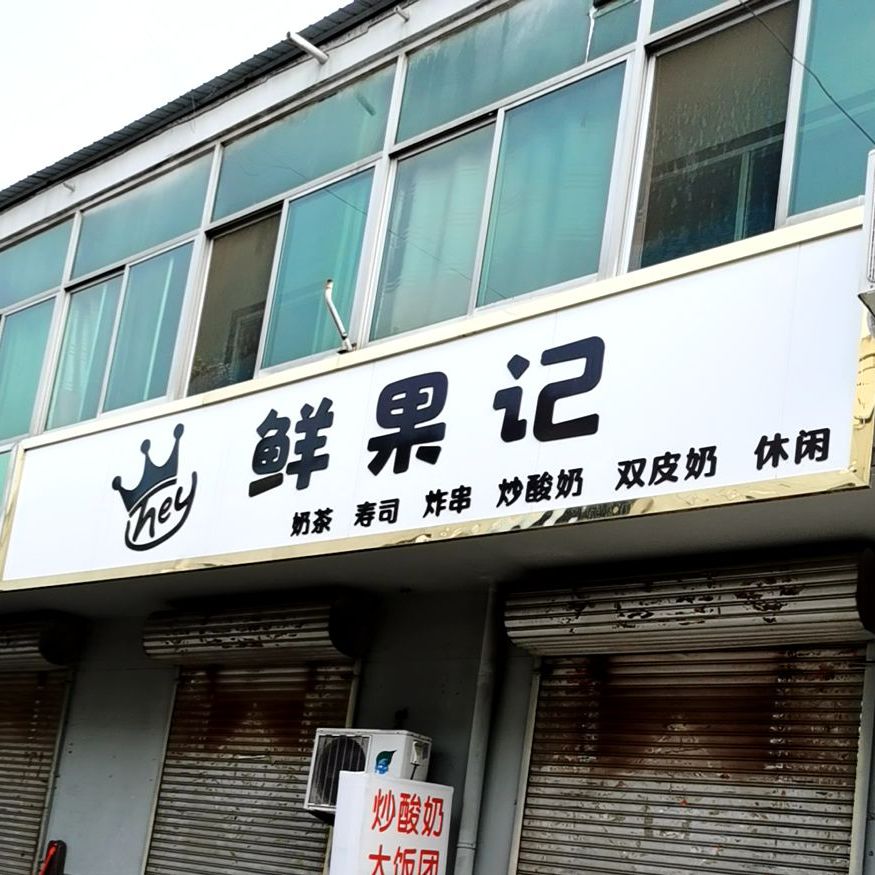 hey
鲜果记
奶茶 寿司 炸串 炒酸奶 双皮奶 休闲
炒酸奶
大饭团